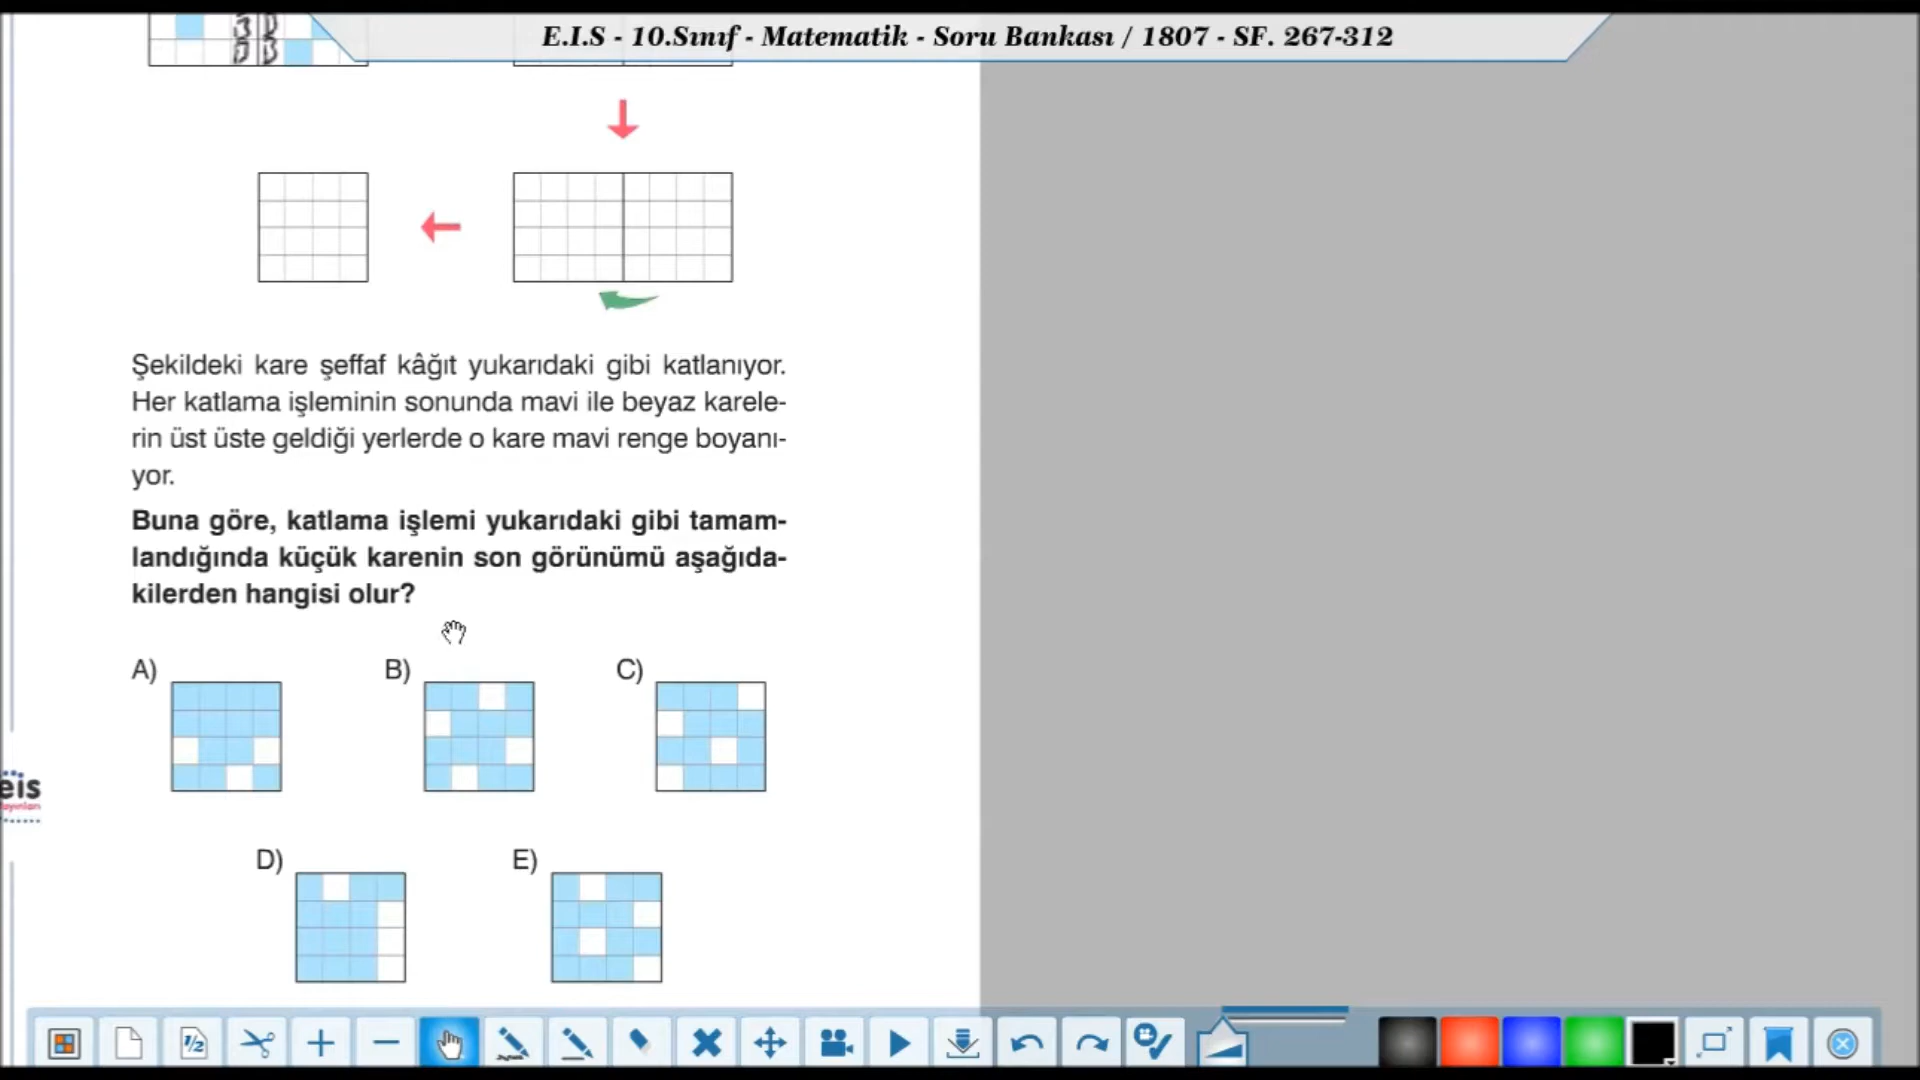 E.I.S - 10.Sınıf - Matematik - Soru Bankası / 1807 - SF. 267-312
Şekildeki kare şeffaf kâğıt yukarıdaki gibi katlanıyor.
Her katlama işleminin sonunda mavi ile beyaz karele-
rin üst üste geldiği yerlerde o kare mavi renge boyanı-
yor.
Buna göre, katlama işlemi yukarıdaki gibi tamam-
landığında küçük karenin son görünümü aşağıda-
kilerden hangisi olur?
A)
B)
C)
eis
D)
E)
1/2